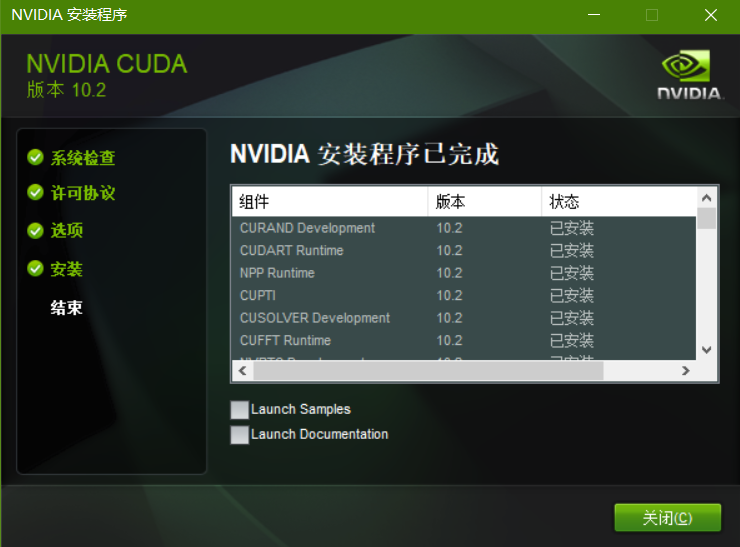 NVIDIA 安装程序
NVIDIA CUDA
版本 10.2
NVIDIA.
系统检查
许可协议
选项
安装
结束
NVIDIA 安装程序已完成
组件 版本 状态
CURAND Development 10.2 已安装
CUDART Runtime 10.2 已安装
NPP Runtime 10.2 已安装
CUPTI 10.2 已安装
CUSOLVER Development 10.2 已安装
CUFFT Runtime 10.2 已安装
Launch Samples
Launch Documentation
关闭(C)